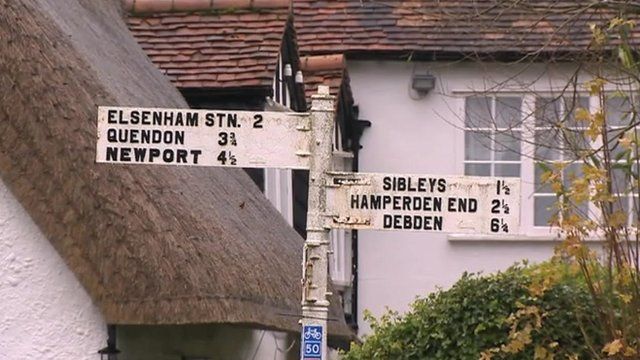 ELSENHAM STN. 2
QUENDON 3¾
NEWPORT 4½
SIBLEYS 1½
HAMPERDEN END 2½
DEBDEN 6¼
50